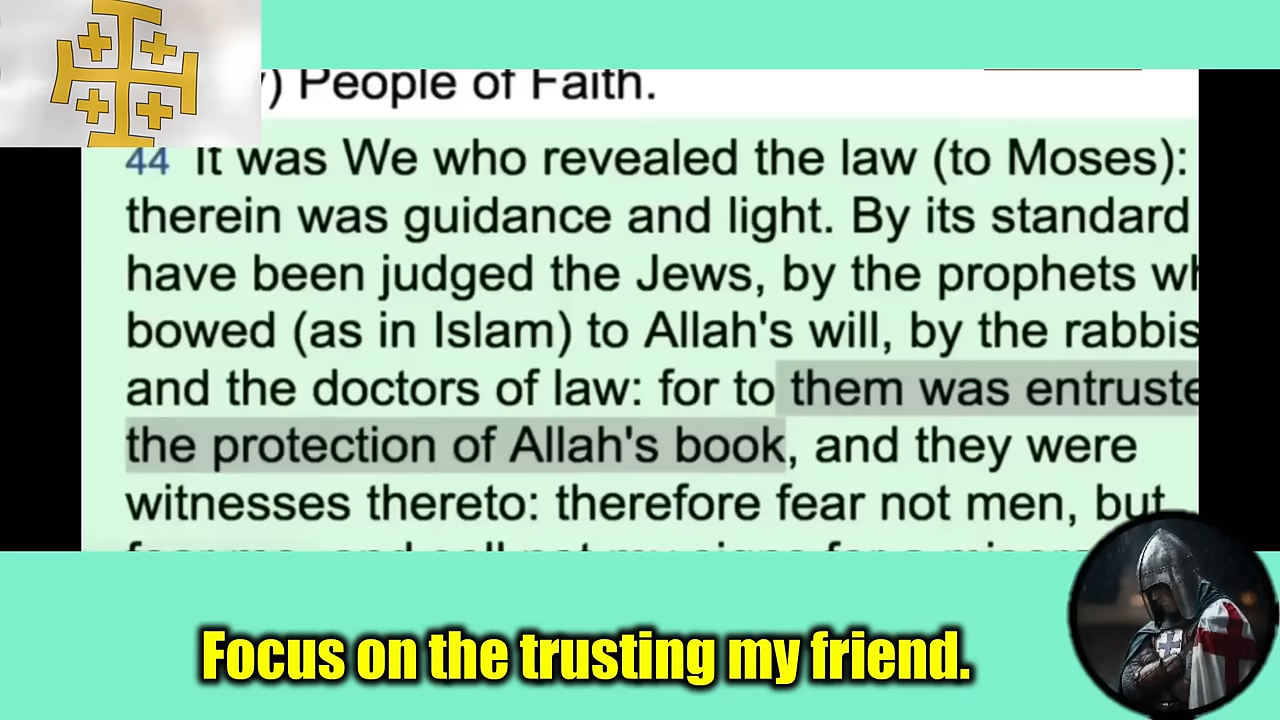 ) People of Faith.
44 It was We who revealed the law (to Moses):
therein was guidance and light. By its standard
have been judged the Jews, by the prophets wh
bowed (as in Islam) to Allah's will, by the rabbis
and the doctors of law: for to them was entruste
the protection of Allah's book, and they were
witnesses thereto: therefore fear not men, but
Focus on the trusting my friend.